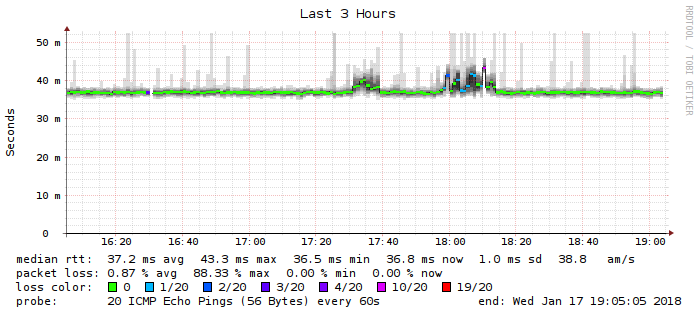 Last 3 Hours
RRDTOOL / TOBI OETIKER
Seconds
50 m
40 m
30 m
20 m
10 m
0
16:20 16:40 17:00 17:20 17:40 18:00 18:20 18:40 19:00
median rtt: 37.2 ms avg 43.3 ms max 36.5 ms min 36.8 ms now 1.0 ms sd 38.8 am/s
packet loss: 0.87 % avg 88.33 % max 0.00 % min 0.00 % now
loss color: 0 1/20 2/20 3/20 4/20 10/20 19/20
probe: 20 ICMP Echo Pings (56 Bytes) every 60s end: Wed Jan 17 19:05:05 2018